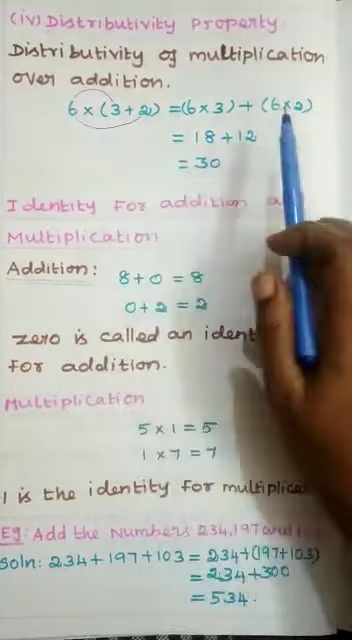 (iv) Distributivity Property
Distributivity of multiplication
over addition.
6 × (3 + 2) = (6 × 3) + (6 × 2)
= 18 + 12
= 30
Identity for addition
Multiplication
Addition:
8 + 0 = 8
0 + 2 = 2
zero is called an
for addition.
Multiplication
5 × 1 = 5
1 × 7 = 7
1 is the identity for
Eg: Add the Numbers 234, 197 and
Soln: 234 + 197 + 103 = 234 + (197 + 103)
= 234 + 300
= 534.